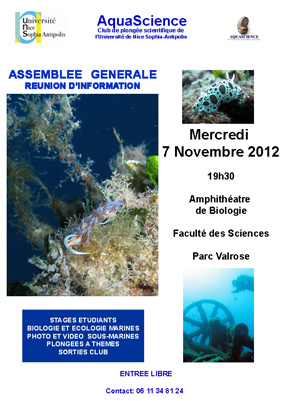 Université
Nice
Sophia Antipolis
AquaScience
Club de plongée scientifique de
l'Université de Nice Sophia-Antipolis
AQUASCIENCE
ASSEMBLEE GENERALE
REUNION D'INFORMATION
Mercredi
7 Novembre 2012
19h30
Amphithéatre
de Biologie
Faculté des Sciences
Parc Valrose
STAGES ETUDIANTS
BIOLOGIE ET ECOLOGIE MARINES
PHOTO ET VIDEO SOUS-MARINES
PLONGEES A THEMES
SORTIES CLUB
ENTREE LIBRE
Contact: 06 11 34 81 24